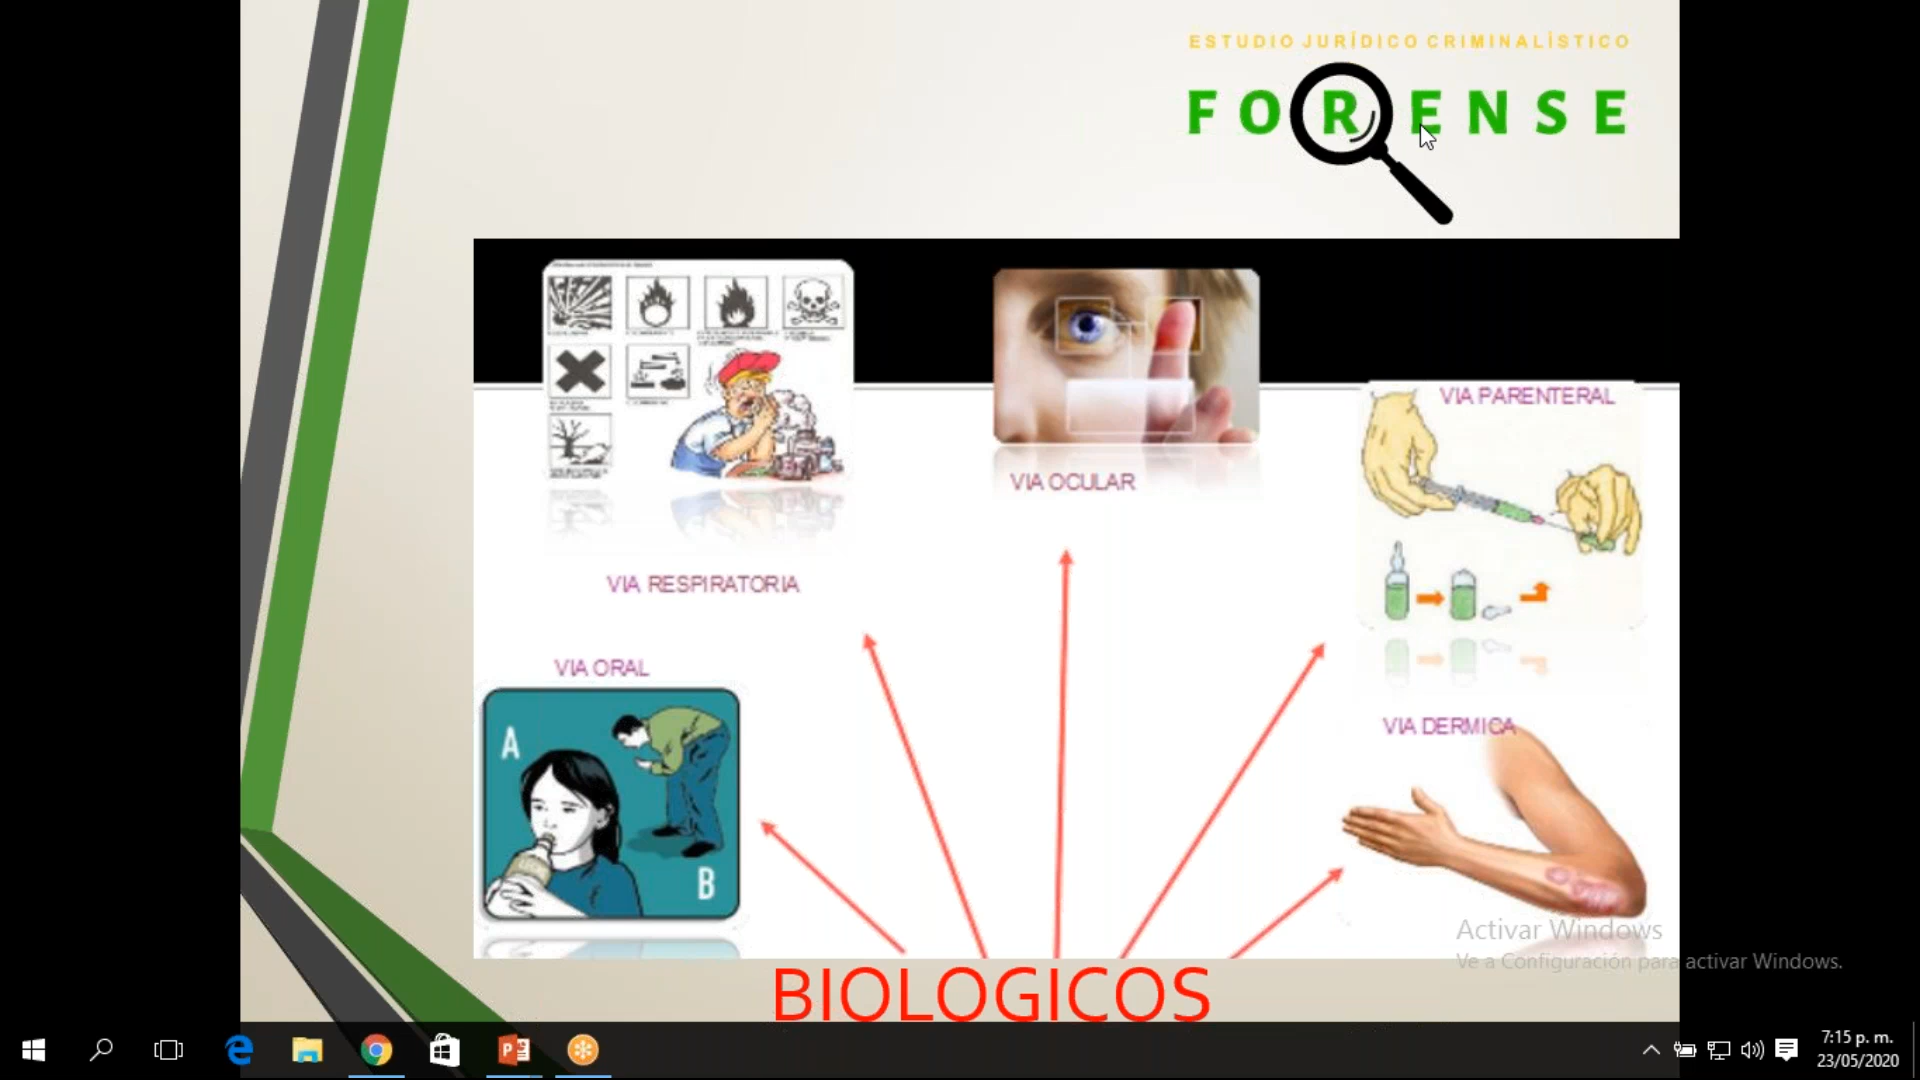 ESTUDIO JURÍDICO CRIMINALÍSTICO
FORENSE
VIA PARENTERAL
VIA OCULAR
VIA RESPIRATORIA
VIA ORAL
A
B
VIA DERMICA
BIOLOGICOS
Activar Windows
Ve a Configuración para activar Windows.
7:15 p. m.
23/05/2020